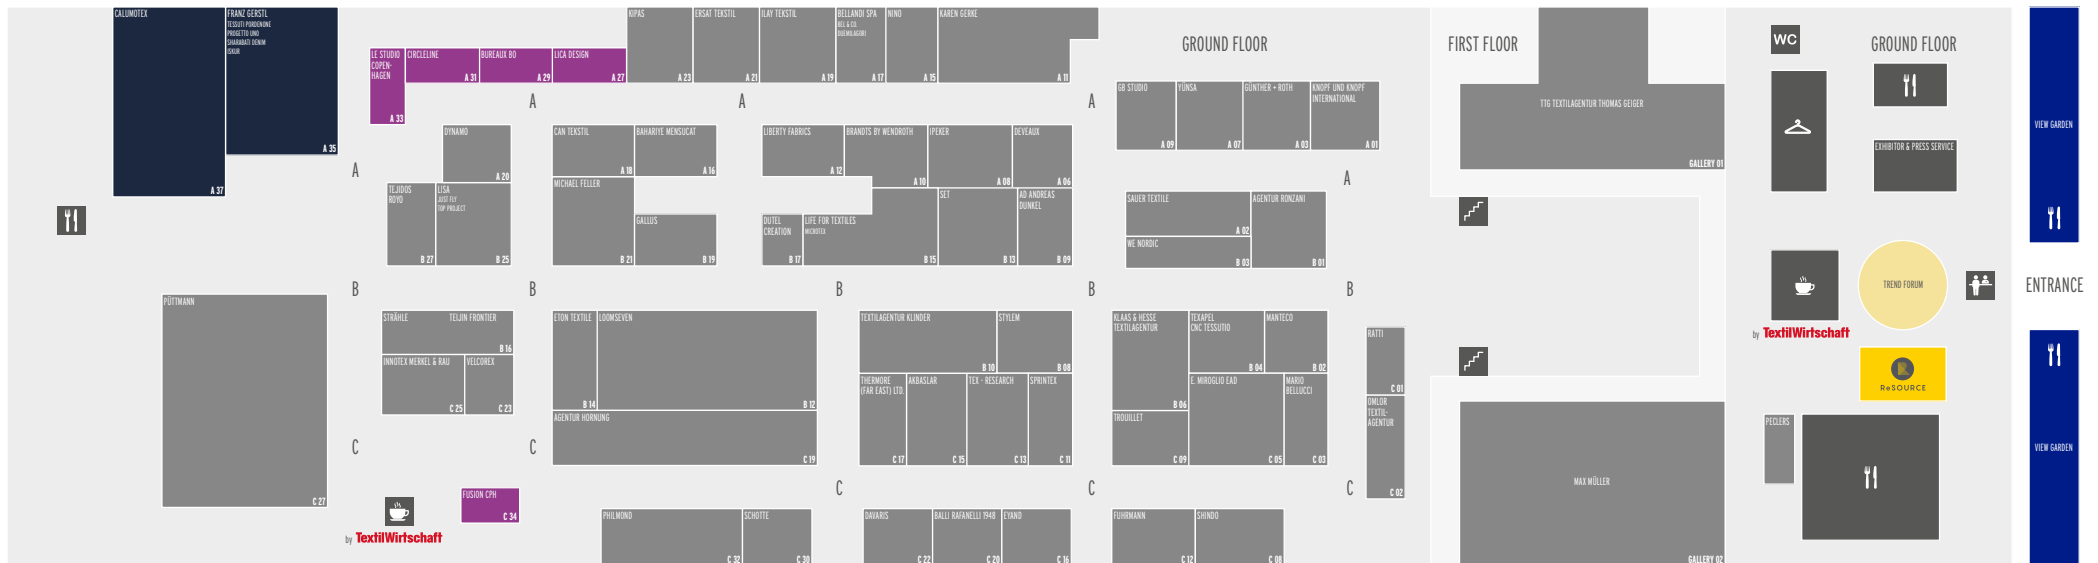 CALUMOTEX
A 37
FRANZ GERSTL
TESSUTI PORDENONE
PROGETTO UNO
SHARABATI DENIM
ISKUR
A 35
LE STUDIO
COPEN-
HAGEN
A 33
CIRCLELINE
A 31
BUREAUX BO
A 29
LICA DESIGN
A 27
KIPAS
A 23
ERSAT TEKSTIL
A 21
ILAY TEKSTIL
A 19
BELLANDI SPA
BEL & CO.
DUEMILAGORI
A 17
NINO
A 15
KAREN GERKE
A 11
GROUND FLOOR
FIRST FLOOR
WC
GROUND FLOOR
A
A
A
GB STUDIO
A 09
YÜNSA
A 07
GÜNTHER + ROTH
A 03
KNOPF UND KNOPF
INTERNATIONAL
A 01
TTG TEXTILAGENTUR THOMAS GEIGER
GALLERY 01
EXHIBITOR & PRESS SERVICE
VIEW GARDEN
DYNAMO
A 20
CAN TEKSTIL
A 18
BAHARIYE MENSUCAT
A 16
LIBERTY FABRICS
A 12
BRANDTS BY WENDROTH
A 10
IPEKER
A 08
DEVEAUX
A 06
A
A
TEJIDOS
ROYO
B 27
LISA
JUST FLY
TOP PROJECT
B 25
MICHAEL FELLER
B 21
GALLUS
B 19
DUTEL
CREATION
B 17
LIFE FOR TEXTILES
MICROTEX
B 15
SET
B 13
AD ANDREAS
DUNKEL
B 09
SAUER TEXTILE
A 02
WE NORDIC
B 03
AGENTUR RONZANI
B 01
B
B
B
B
B
TREND FORUM
ENTRANCE
by TextilWirtschaft
PÜTTMANN
C 27
STRÄHLE
TEIJIN FRONTIER
B 16
INNOTEX MERKEL & RAU
C 25
VELCOREX
C 23
ETON TEXTILE
B 14
LOOMSEVEN
B 12
AGENTUR HORNUNG
C 19
TEXTILAGENTUR KLINDER
B 10
STYLEM
B 08
THERMORE
(FAR EAST) LTD.
C 17
AKBASLAR
C 15
TEX - RESEARCH
C 13
SPRINTEX
C 11
KLAAS & HESSE
TEXTILAGENTUR
B 06
TEXAPEL
CNC TESSUTIO
B 04
MANTECO
B 02
TROUILLET
C 09
E. MIROGLIO EAD
C 05
MARIO
BELLUCCI
C 03
RATTI
C 01
OMLOR
TEXTIL-
AGENTUR
C 02
ReSOURCE
PECLERS
VIEW GARDEN
MAX MÜLLER
GALLERY 02
C
C
C
C
C
FUSION CPH
C 34
by TextilWirtschaft
PHILMOND
C 32
SCHOTTE
C 30
DAVARIS
C 22
BALLI RAFANELLI 1948
C 20
EYAND
C 16
FUHRMANN
C 12
SHINDO
C 08